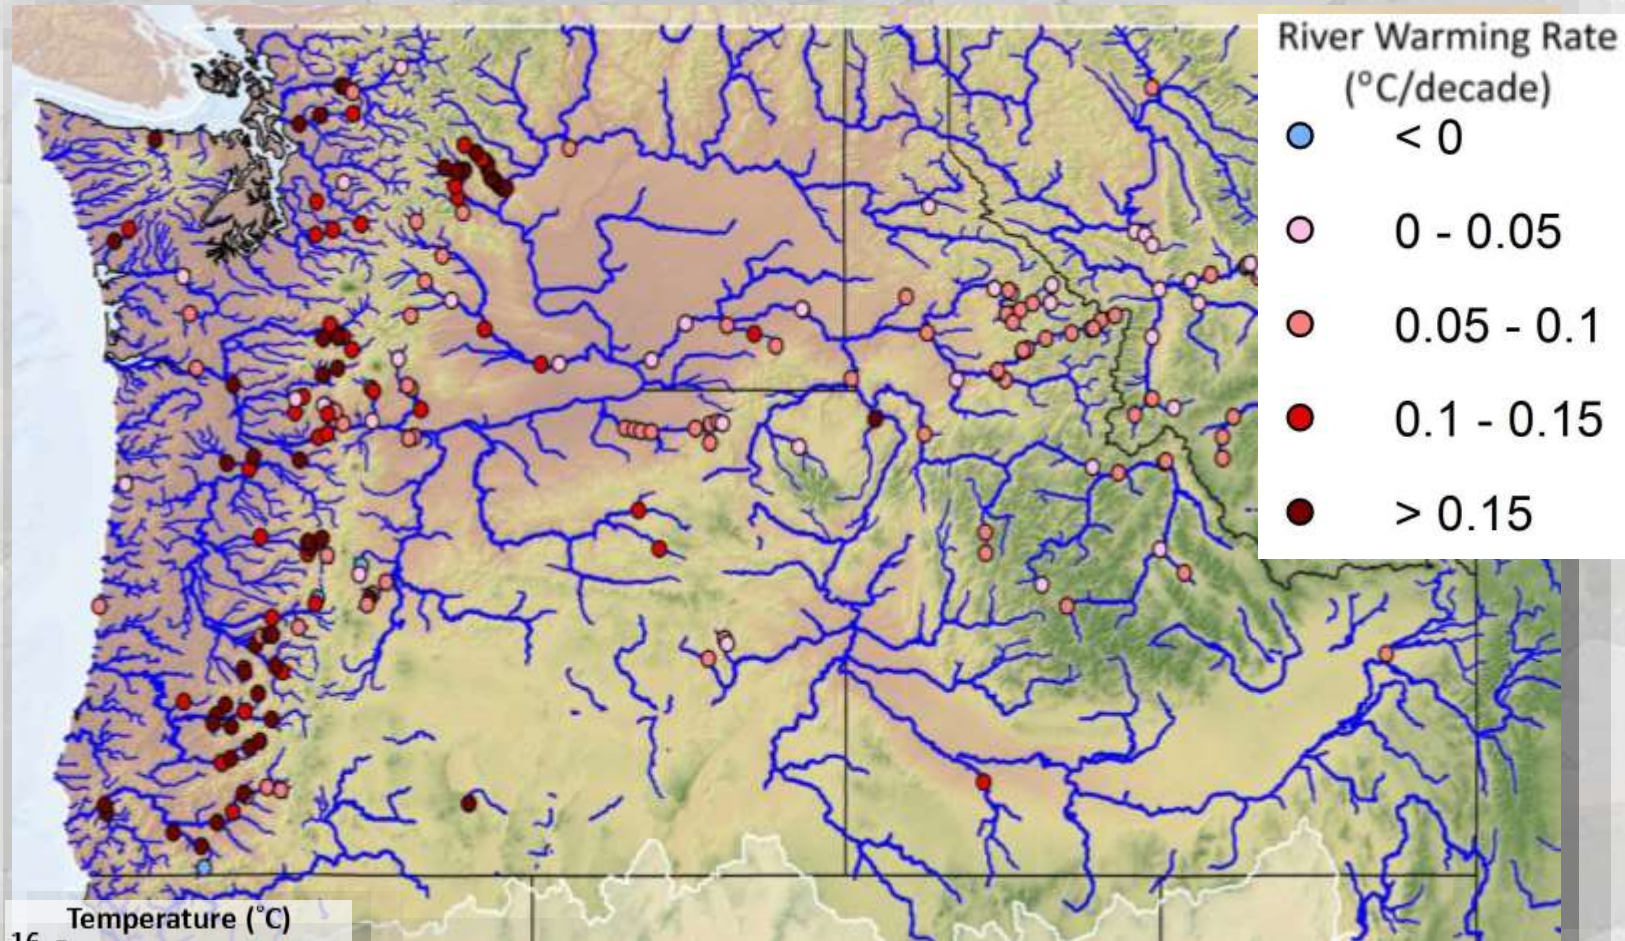 River Warming Rate
(°C/decade)
< 0
0 - 0.05
0.05 - 0.1
0.1 - 0.15
> 0.15
Temperature (°C)
16